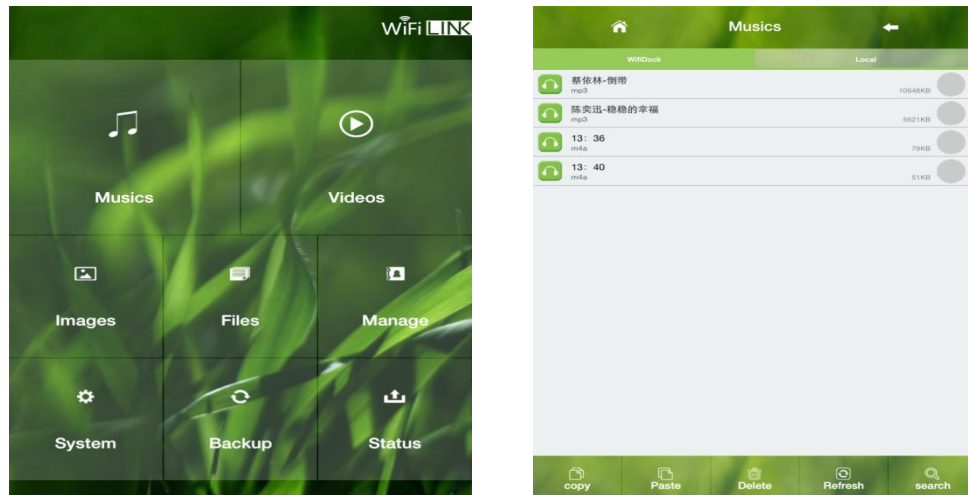 WiFi LINK
Musics
Videos
Images
Files
Manage
System
Backup
Status
Musics
WifiDock
Local
蔡依林-倒带
mp3
10648KB
陈奕迅-稳稳的幸福
mp3
5621KB
13: 36
m4a
79KB
13: 40
m4a
51KB
copy
Paste
Delete
Refresh
search